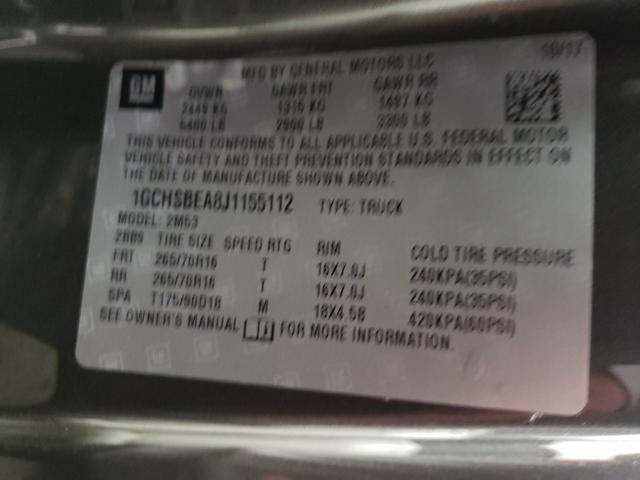 10/17
GM
MFD BY GENERAL MOTORS LLC
GVWR GAWR FRT GAWR RR
2449 KG 1315 KG 1497 KG
5400 LB 2900 LB 3300 LB
THIS VEHICLE CONFORMS TO ALL APPLICABLE U.S. FEDERAL MOTOR
VEHICLE SAFETY AND THEFT PREVENTION STANDARDS IN EFFECT ON
THE DATE OF MANUFACTURE SHOWN ABOVE.
1GCHSBEA8J1155112 TYPE: TRUCK
MODEL: 2M53
2BB9 TIRE SIZE SPEED RTG RIM COLD TIRE PRESSURE
FRT 265/70R16 T 16X7.0J 240KPA(35PSI)
RR 265/70R16 T 16X7.0J 240KPA(35PSI)
SPA T175/90D18 M 18X4.5B 420KPA(60PSI)
SEE OWNER'S MANUAL FOR MORE INFORMATION.